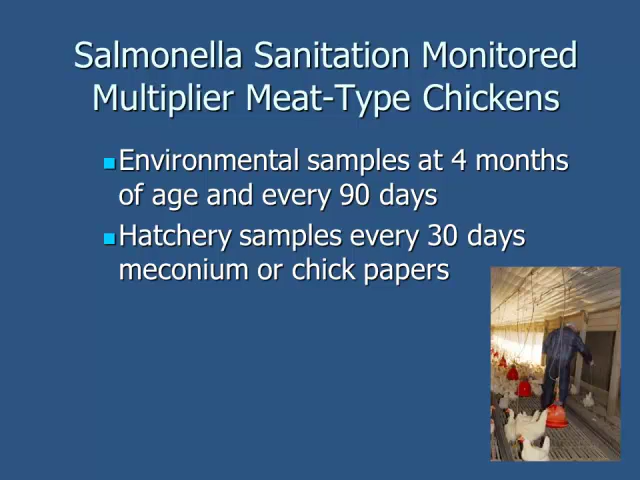 Salmonella Sanitation Monitored
Multiplier Meat-Type Chickens
Environmental samples at 4 months
of age and every 90 days
Hatchery samples every 30 days
meconium or chick papers